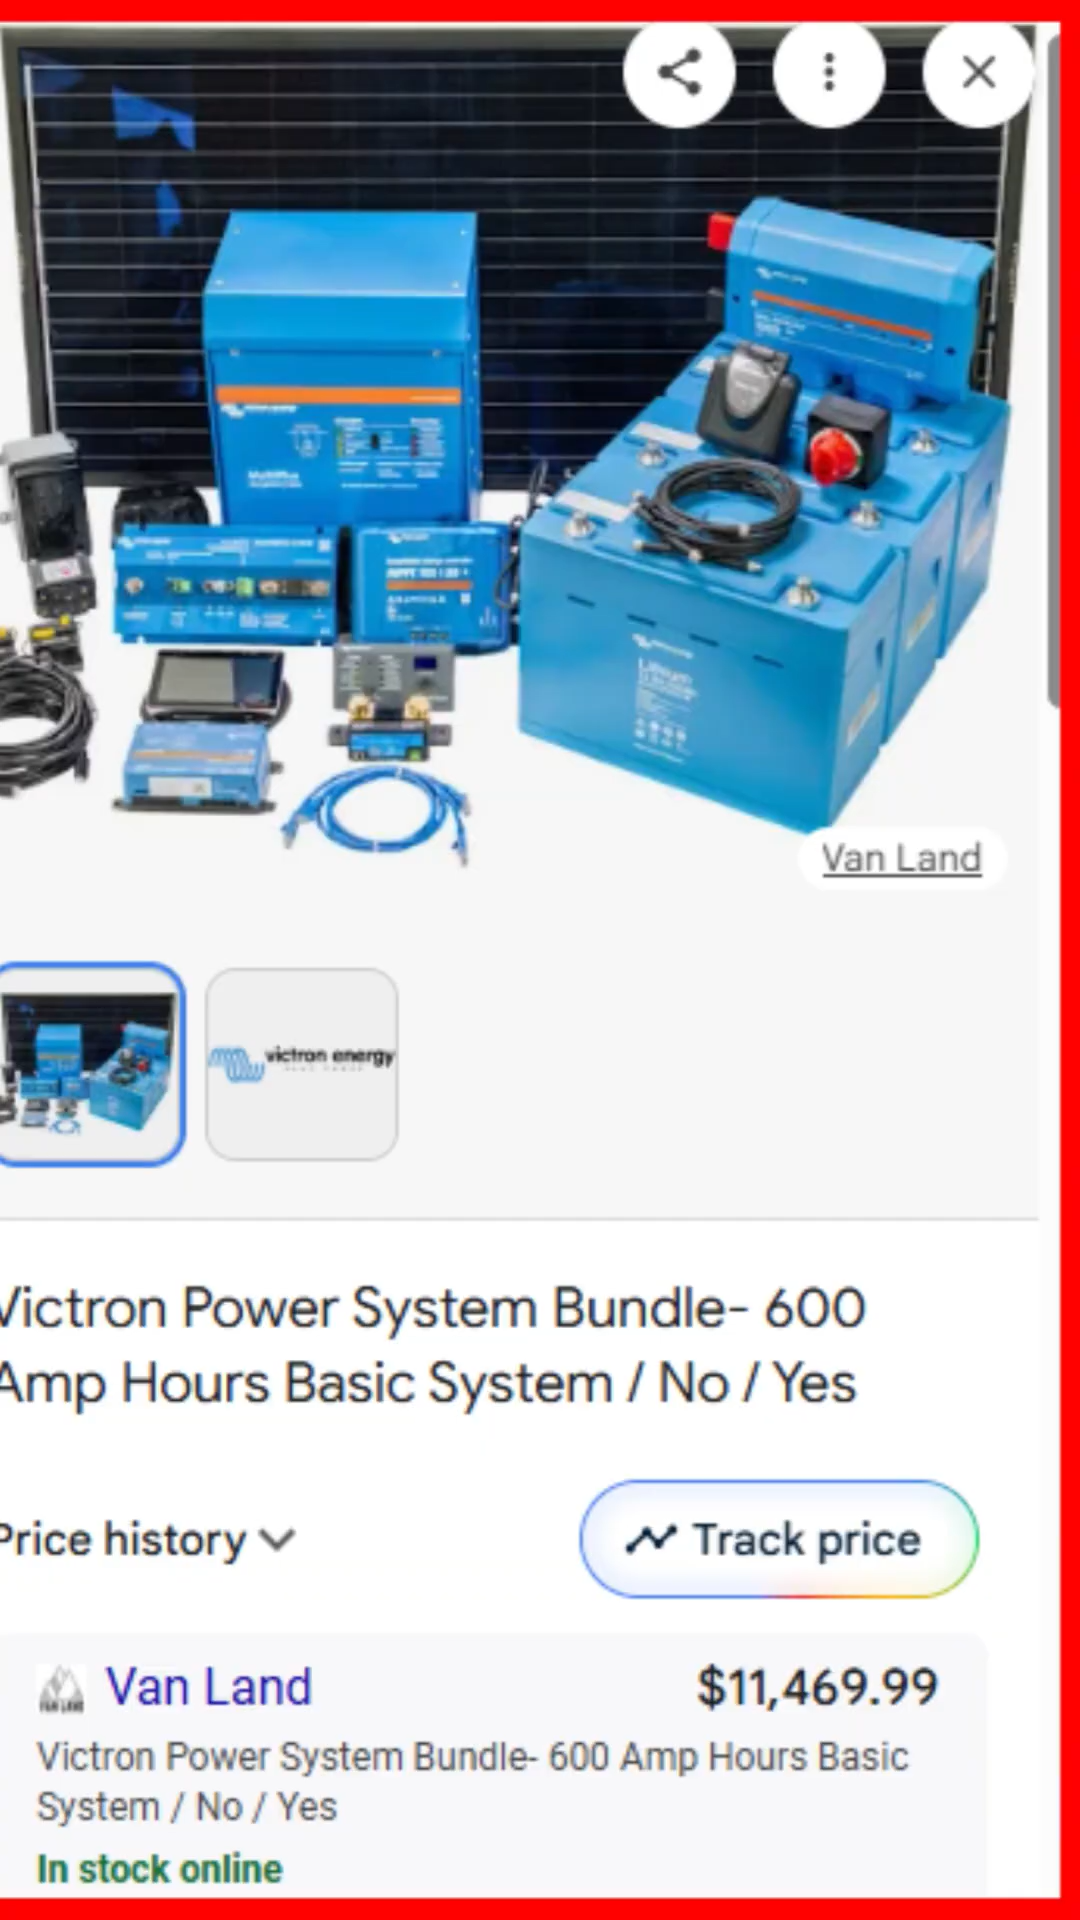 Van Land
victron energy
Victron Power System Bundle- 600
Amp Hours Basic System / No / Yes
Price history
Track price
Van Land
$11,469.99
Victron Power System Bundle- 600 Amp Hours Basic
System / No / Yes
In stock online